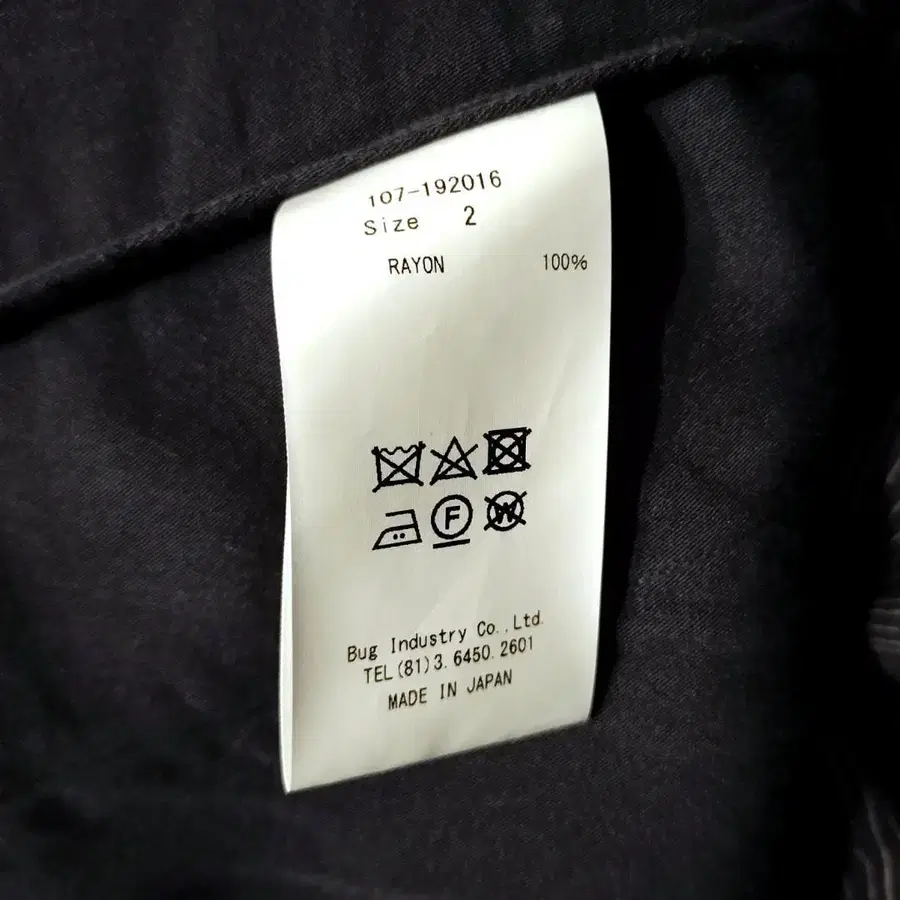 107-192016
Size 2
RAYON 100%
F
W
Bug Industry Co.,Ltd.
TEL(81)3.6450.2601
MADE IN JAPAN